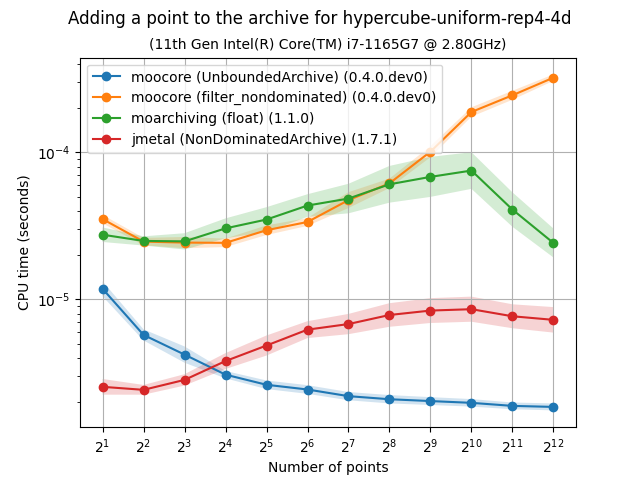 Adding a point to the archive for hypercube-uniform-rep4-4d
(11th Gen Intel(R) Core(TM) i7-1165G7 @ 2.80GHz)
moocore (UnboundedArchive) (0.4.0.dev0)
moocore (filter_nondominated) (0.4.0.dev0)
moarchiving (float) (1.1.0)
jmetal (NonDominatedArchive) (1.7.1)
CPU time (seconds)
10⁻⁴
10⁻⁵
2¹ 2² 2³ 2⁴ 2⁵ 2⁶ 2⁷ 2⁸ 2⁹ 2¹⁰ 2¹¹ 2¹²
Number of points